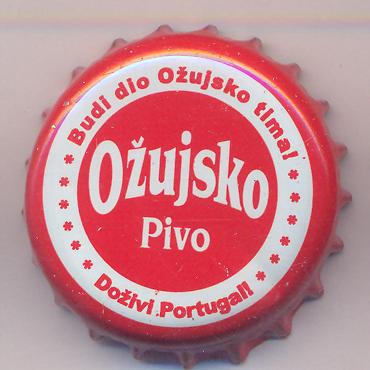 Budi dio Ožujsko tima!
Ožujsko
Pivo
Doživi Portugal!